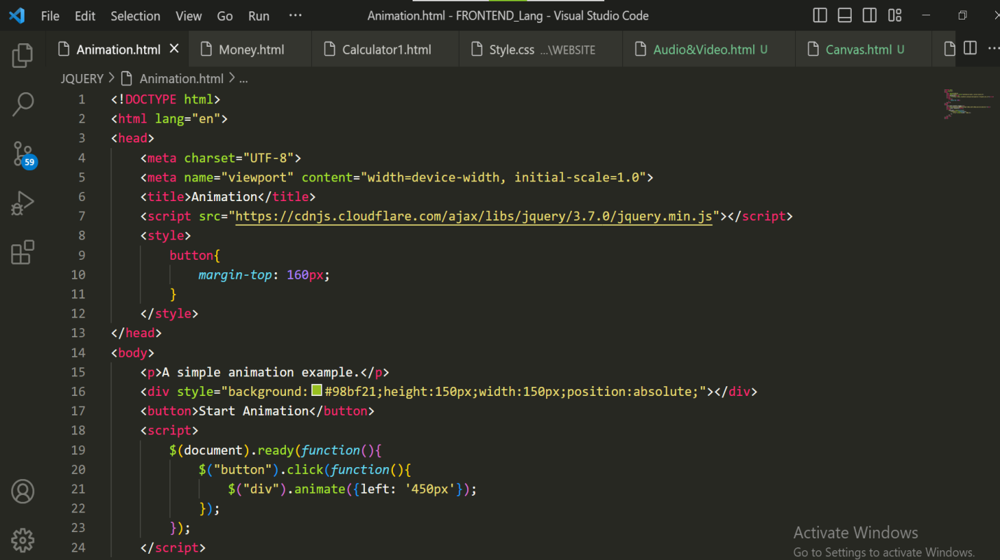 File Edit Selection View Go Run ··· Animation.html - FRONTEND_Lang - Visual Studio Code
Animation.html Money.html Calculator1.html Style.css ...\WEBSITE Audio&Video.html U Canvas.html U
JQUERY > Animation.html > ...
1 <!DOCTYPE html>
2 <html lang="en">
3 <head>
4     <meta charset="UTF-8">
5     <meta name="viewport" content="width=device-width, initial-scale=1.0">
6     <title>Animation</title>
7     <script src="https://cdnjs.cloudflare.com/ajax/libs/jquery/3.7.0/jquery.min.js"></script>
8     <style>
9         button{
10             margin-top: 160px;
11         }
12     </style>
13 </head>
14 <body>
15     <p>A simple animation example.</p>
16     <div style="background:#98bf21;height:150px;width:150px;position:absolute;"></div>
17     <button>Start Animation</button>
18     <script>
19         $(document).ready(function(){
20             $("button").click(function(){
21                 $("div").animate({left: '450px'});
22             });
23         });
24     </script>
59
Activate Windows
Go to Settings to activate Windows.